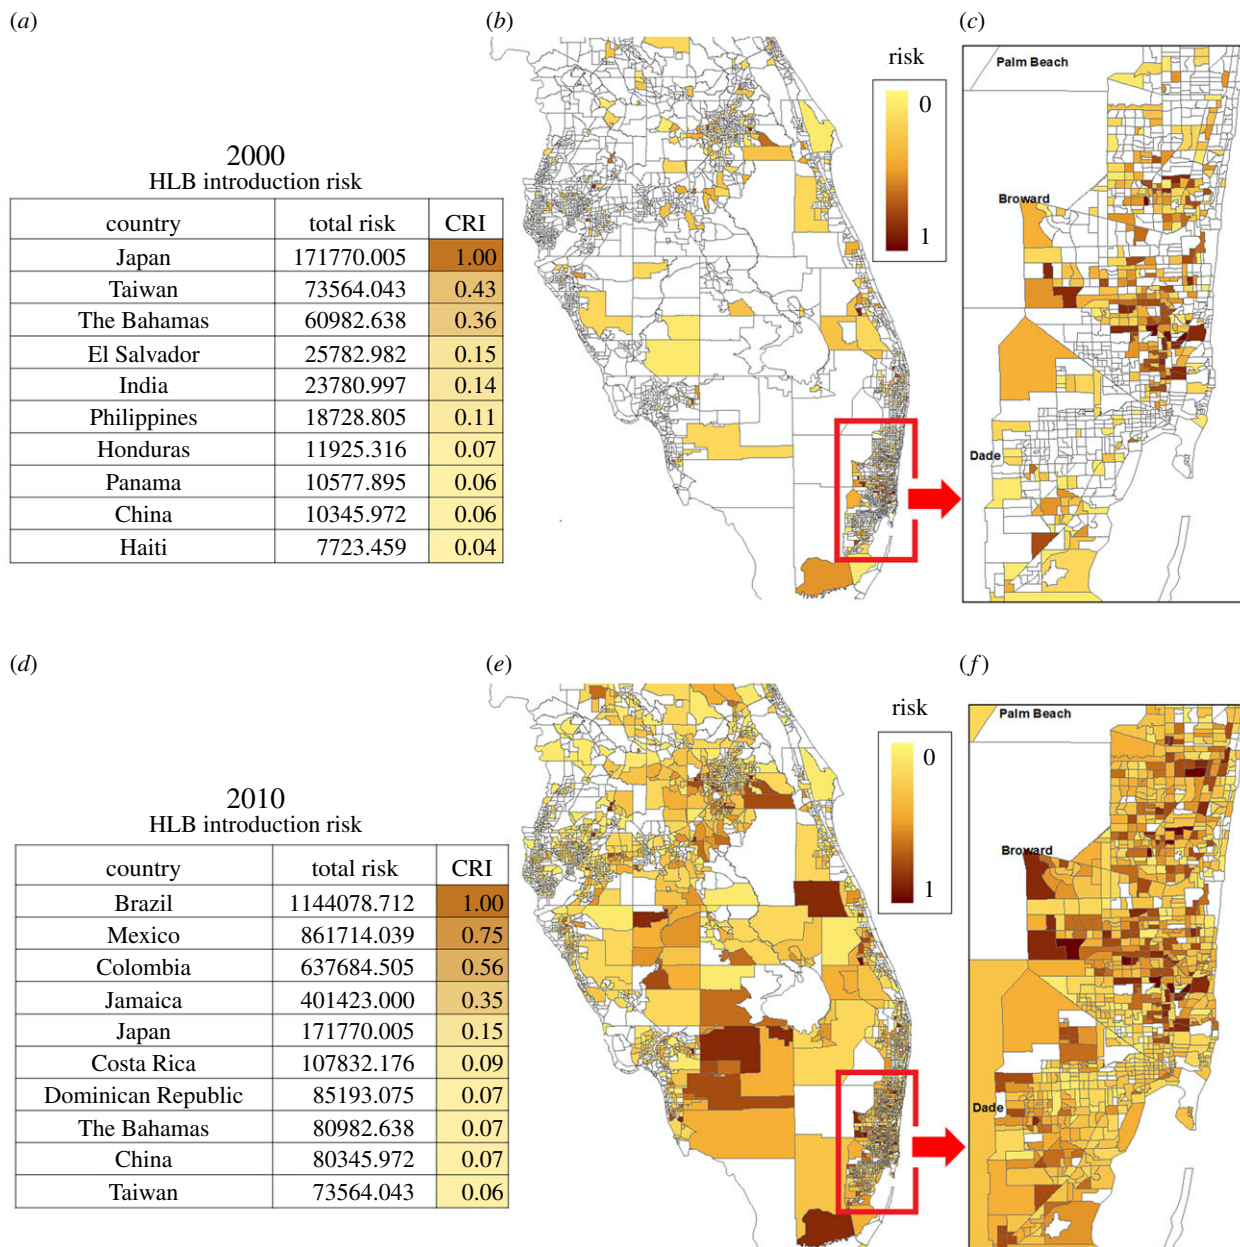 (a)
(b)
(c)
2000
HLB introduction risk
country total risk CRI
Japan 171770.005 1.00
Taiwan 73564.043 0.43
The Bahamas 60982.638 0.36
El Salvador 25782.982 0.15
India 23780.997 0.14
Philippines 18728.805 0.11
Honduras 11925.316 0.07
Panama 10577.895 0.06
China 10345.972 0.06
Haiti 7723.459 0.04
risk
0
1
Palm Beach
Broward
Dade
(d)
(e)
(f)
2010
HLB introduction risk
country total risk CRI
Brazil 1144078.712 1.00
Mexico 861714.039 0.75
Colombia 637684.505 0.56
Jamaica 401423.000 0.35
Japan 171770.005 0.15
Costa Rica 107832.176 0.09
Dominican Republic 85193.075 0.07
The Bahamas 80982.638 0.07
China 80345.972 0.07
Taiwan 73564.043 0.06
risk
0
1
Palm Beach
Broward
Dade